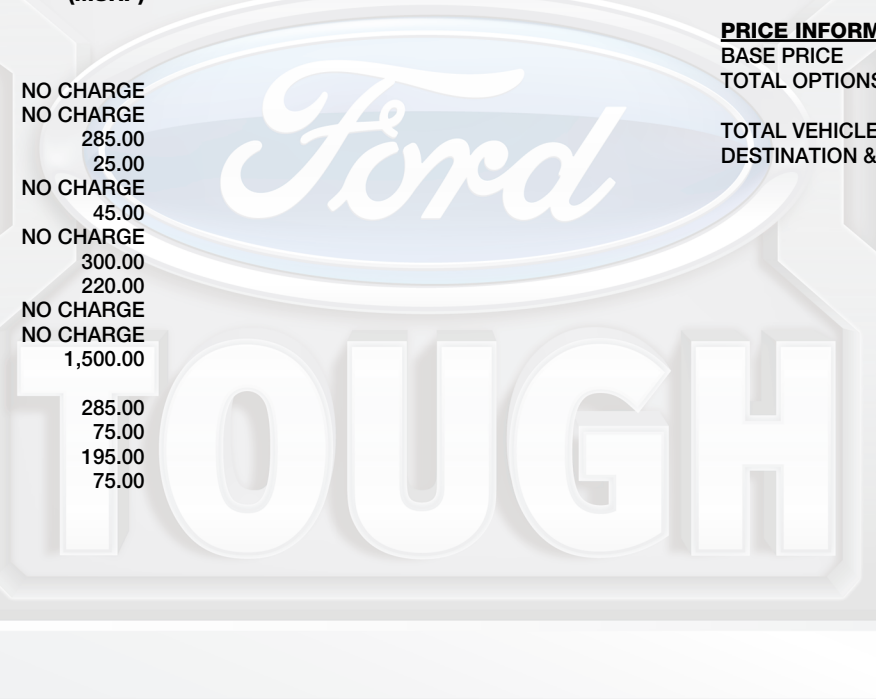 (MSRP)
NO CHARGE
NO CHARGE
285.00
25.00
NO CHARGE
45.00
NO CHARGE
300.00
220.00
NO CHARGE
NO CHARGE
1,500.00
285.00
75.00
195.00
75.00
PRICE INFORM
BASE PRICE
TOTAL OPTIONS
TOTAL VEHICLE
DESTINATION &
Ford
TOUGH